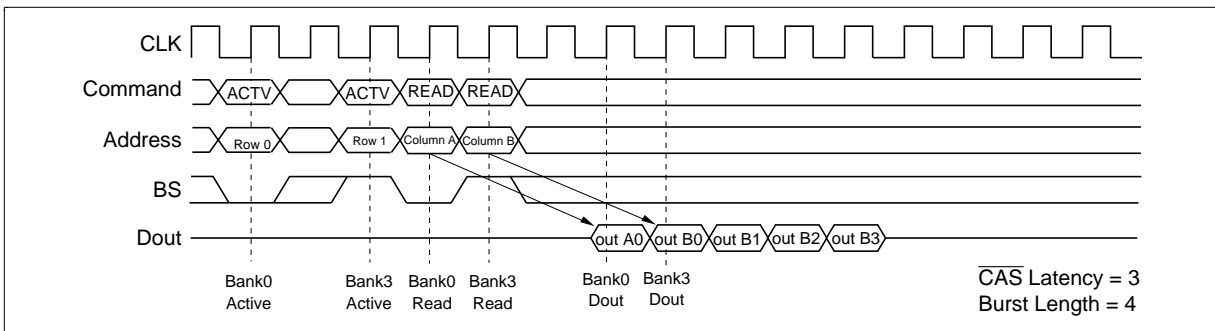 CLK
Command ACTV ACTV READ READ
Address Row 0 Row 1 Column A Column B
BS
Dout out A0 out B0 out B1 out B2 out B3
Bank0 Active
Bank3 Active
Bank0 Read
Bank3 Read
Bank0 Dout
Bank3 Dout
CAS Latency = 3
Burst Length = 4